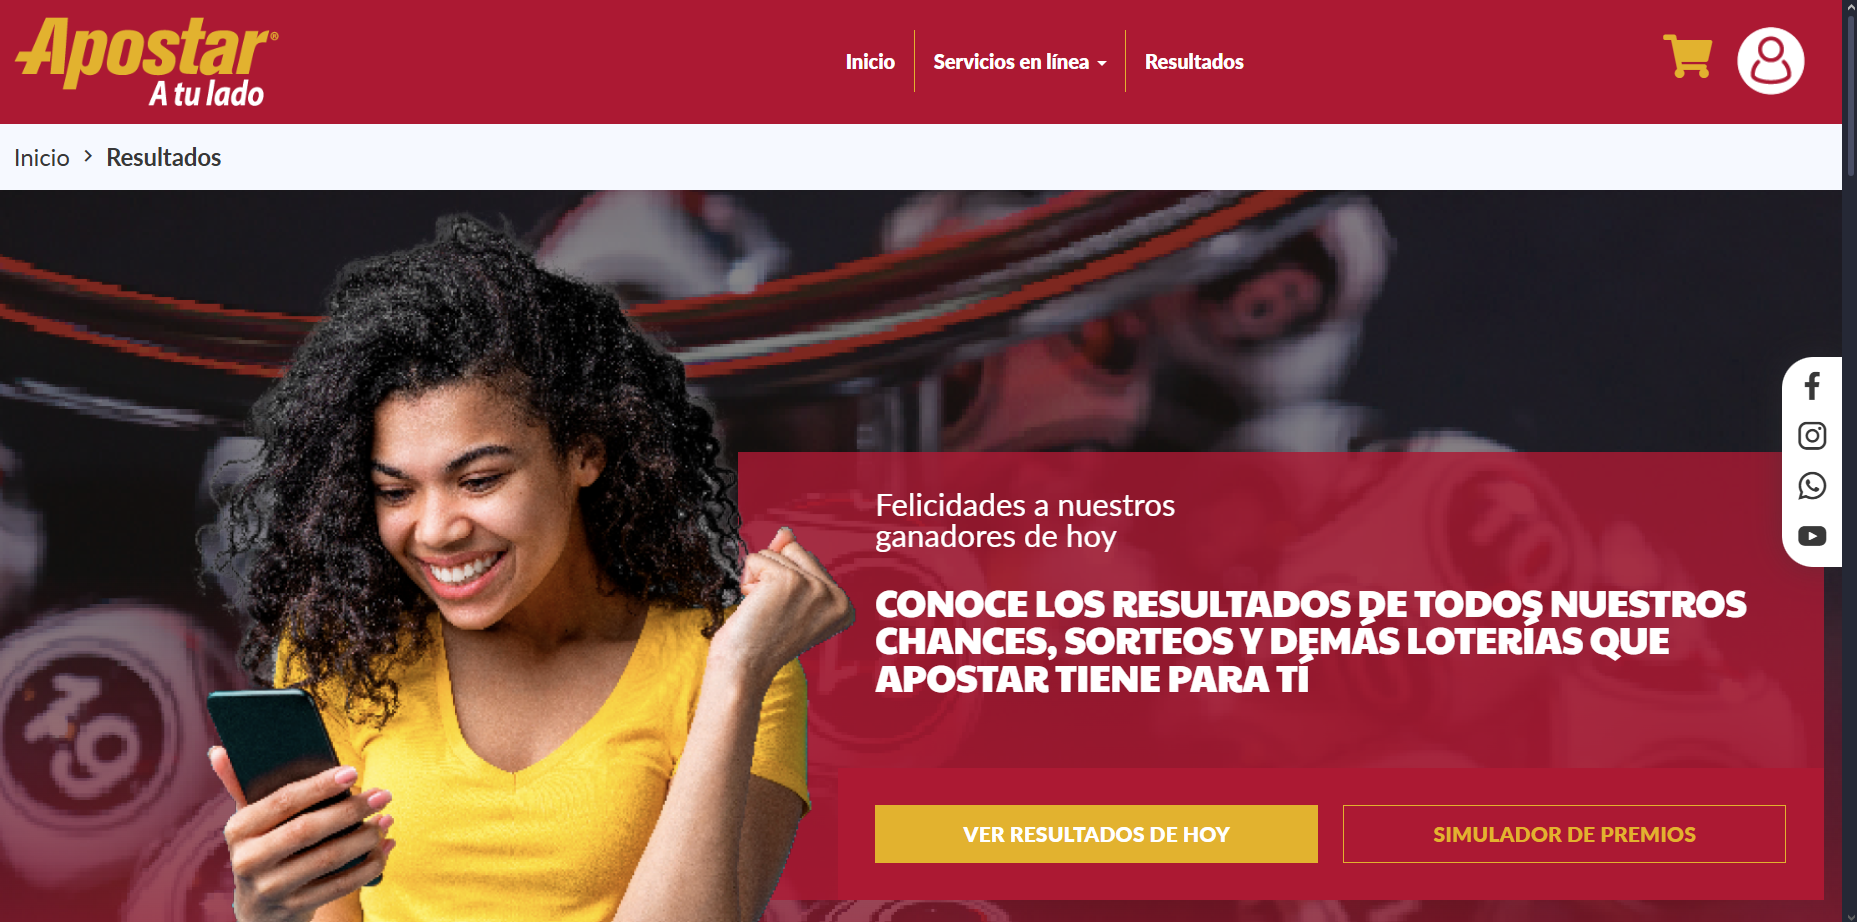 Apostar®
A tu lado
Inicio
Servicios en línea
Resultados
Inicio > Resultados
Felicidades a nuestros
ganadores de hoy
CONOCE LOS RESULTADOS DE TODOS NUESTROS
CHANCES, SORTEOS Y DEMÁS LOTERÍAS QUE
APOSTAR TIENE PARA TÍ
VER RESULTADOS DE HOY
SIMULADOR DE PREMIOS
19